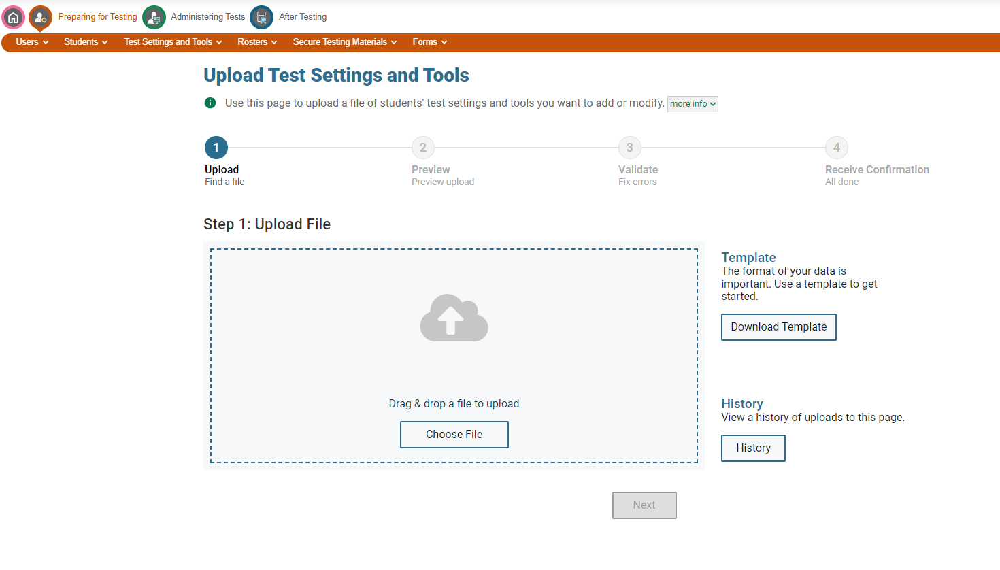 Preparing for Testing Administering Tests After Testing
Users Students Test Settings and Tools Rosters Secure Testing Materials Forms
Upload Test Settings and Tools
Use this page to upload a file of students' test settings and tools you want to add or modify. more info
1 2 3 4
Upload Preview Validate Receive Confirmation
Find a file Preview upload Fix errors All done
Step 1: Upload File
Drag & drop a file to upload
Choose File
Template
The format of your data is
important. Use a template to get
started.
Download Template
History
View a history of uploads to this page.
History
Next